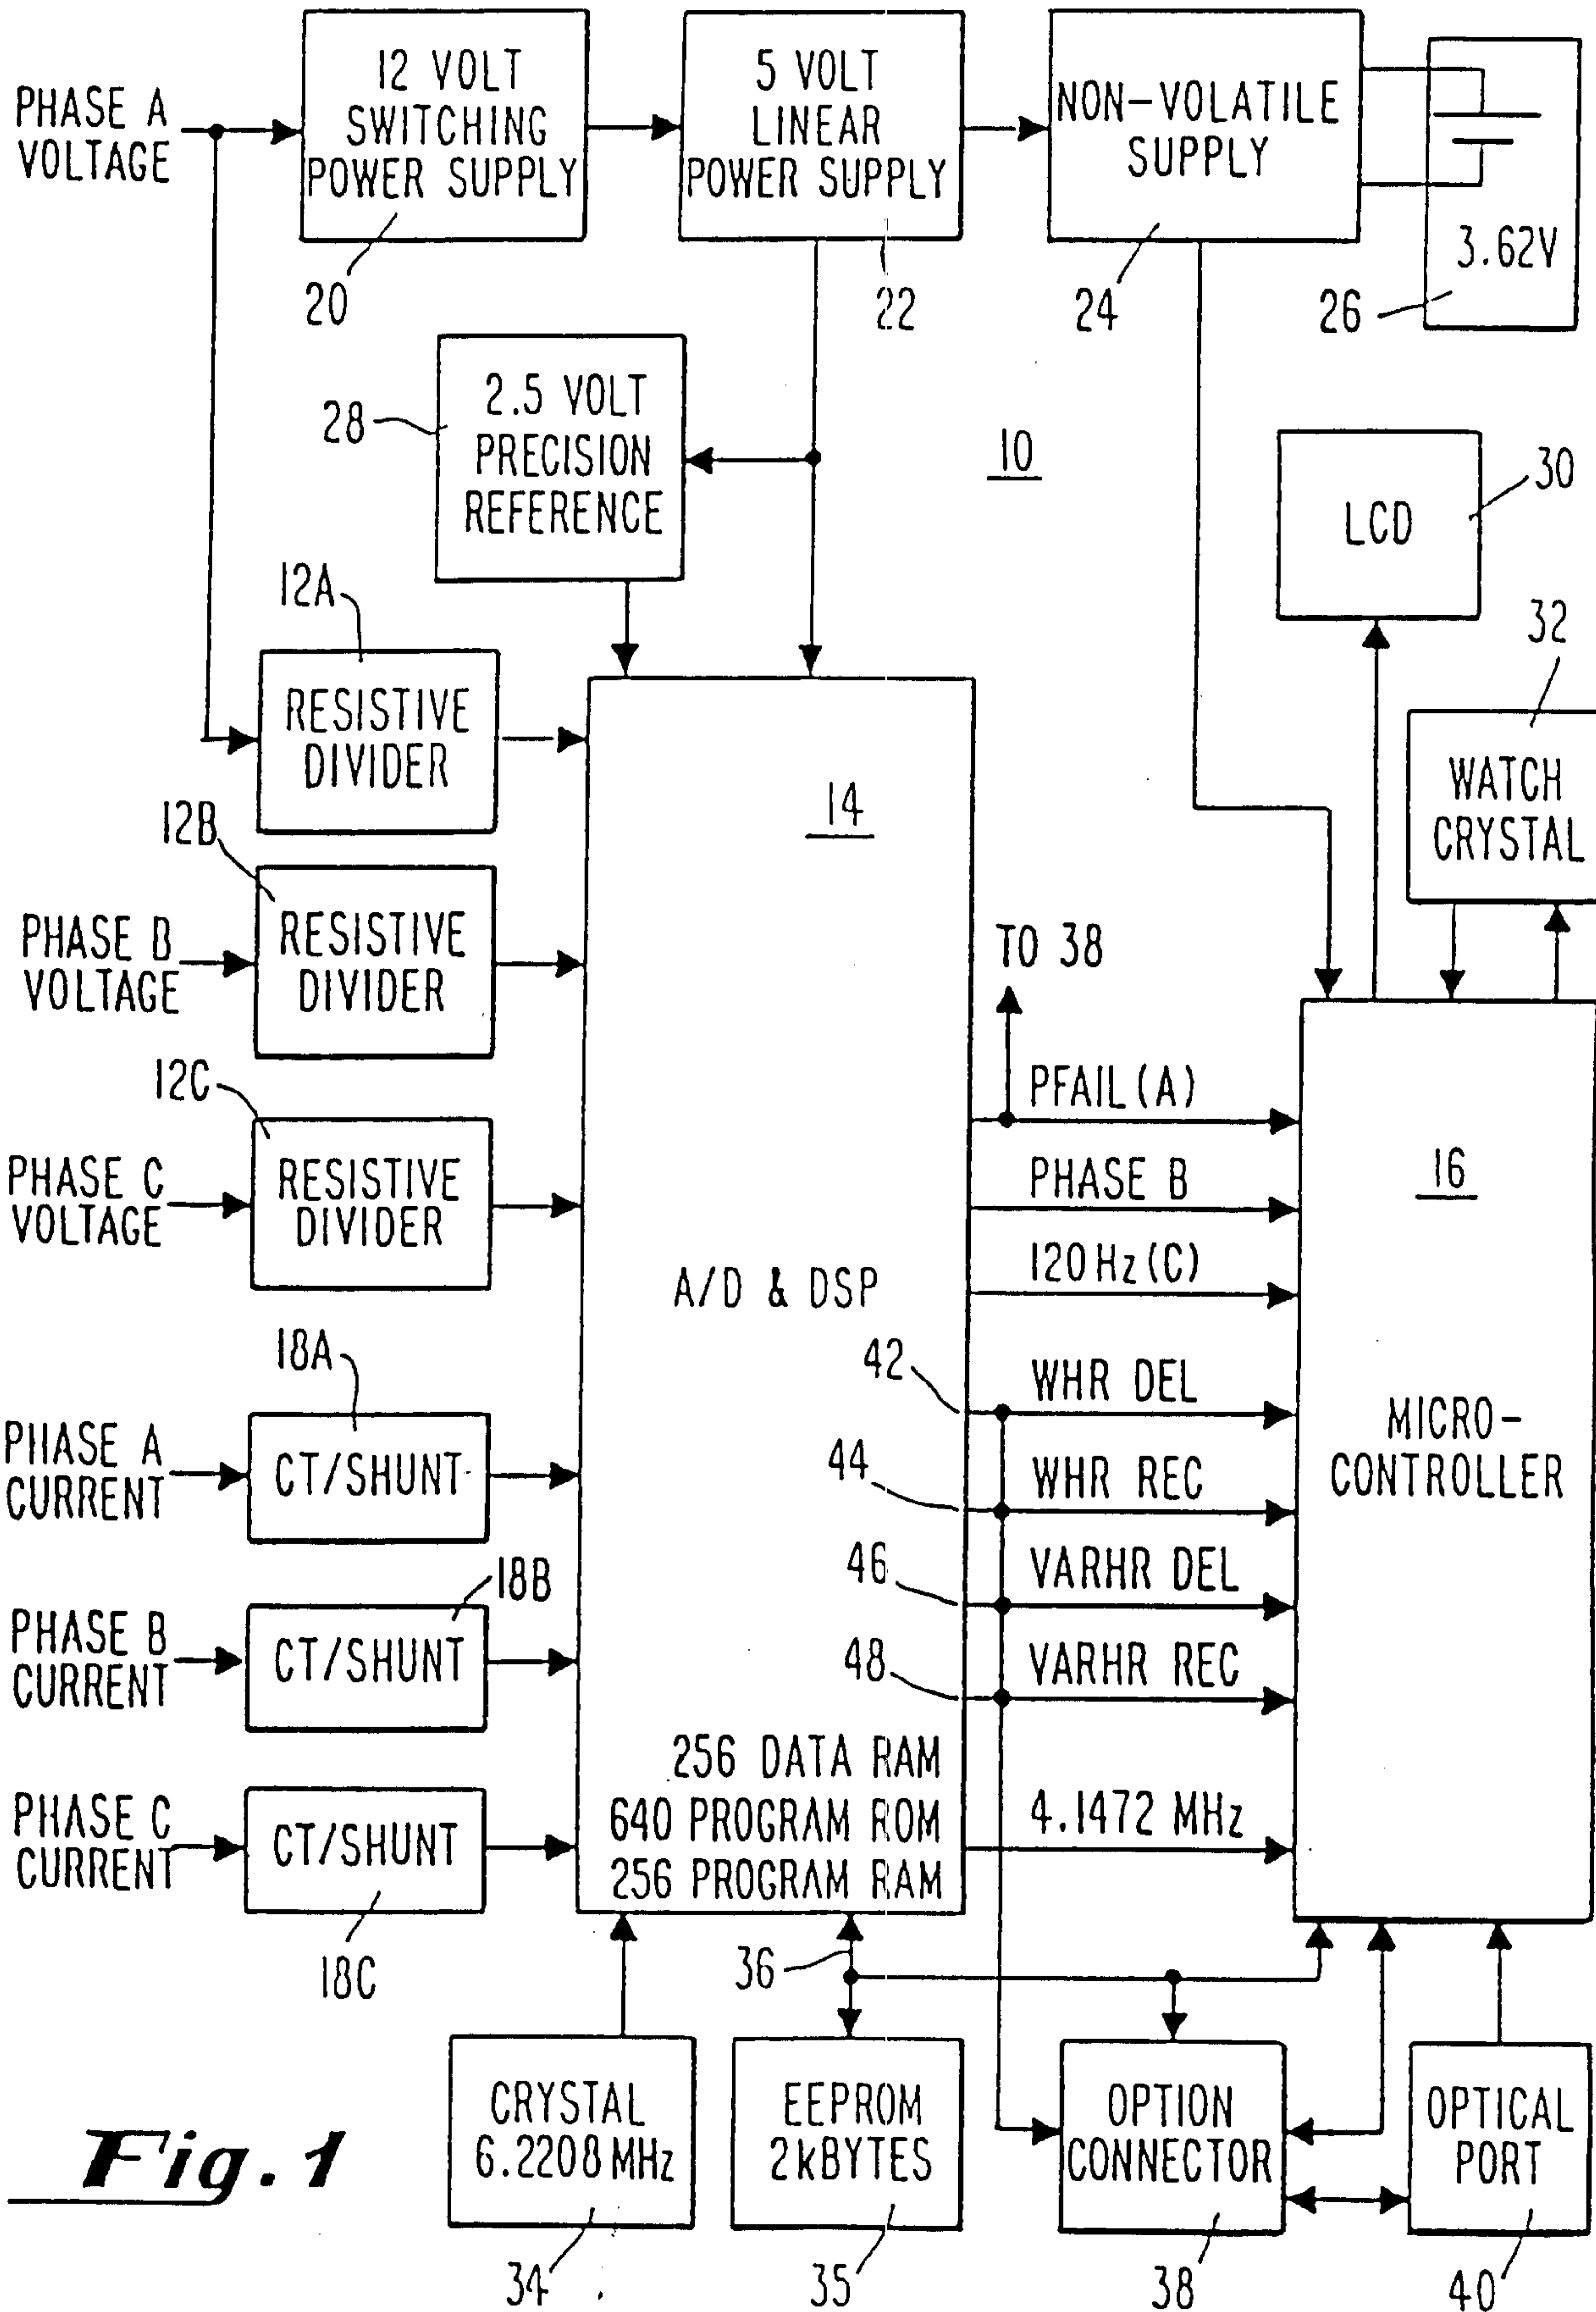 PHASE A
VOLTAGE
12 VOLT
SWITCHING
POWER SUPPLY
20
5 VOLT
LINEAR
POWER SUPPLY
22
NON-VOLATILE
SUPPLY
24
3.62V
26
28
2.5 VOLT
PRECISION
REFERENCE
10
LCD
30
32
WATCH
CRYSTAL
12A
RESISTIVE
DIVIDER
12B
PHASE B
VOLTAGE
RESISTIVE
DIVIDER
12C
PHASE C
VOLTAGE
RESISTIVE
DIVIDER
18A
PHASE A
CURRENT
CT/SHUNT
18B
PHASE B
CURRENT
CT/SHUNT
PHASE C
CURRENT
CT/SHUNT
18C
14
A/D & DSP
256 DATA RAM
640 PROGRAM ROM
256 PROGRAM RAM
TO 38
PFAIL(A)
PHASE B
120 Hz (C)
42
WHR DEL
44
WHR REC
46
VARHR DEL
48
VARHR REC
4.1472 MHz
16
MICRO-
CONTROLLER
36
CRYSTAL
6.2208 MHz
34
EEPROM
2kBYTES
35
OPTION
CONNECTOR
38
OPTICAL
PORT
40
Fig. 1